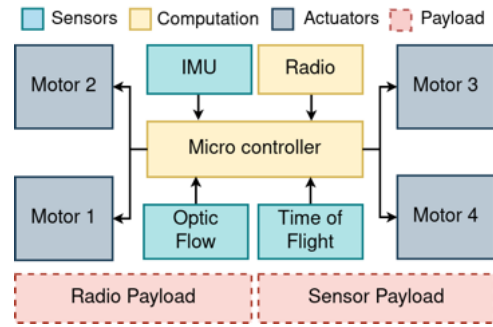 Sensors Computation Actuators Payload
Motor 2
IMU
Radio
Motor 3
Micro controller
Motor 1
Optic
Flow
Time of
Flight
Motor 4
Radio Payload
Sensor Payload